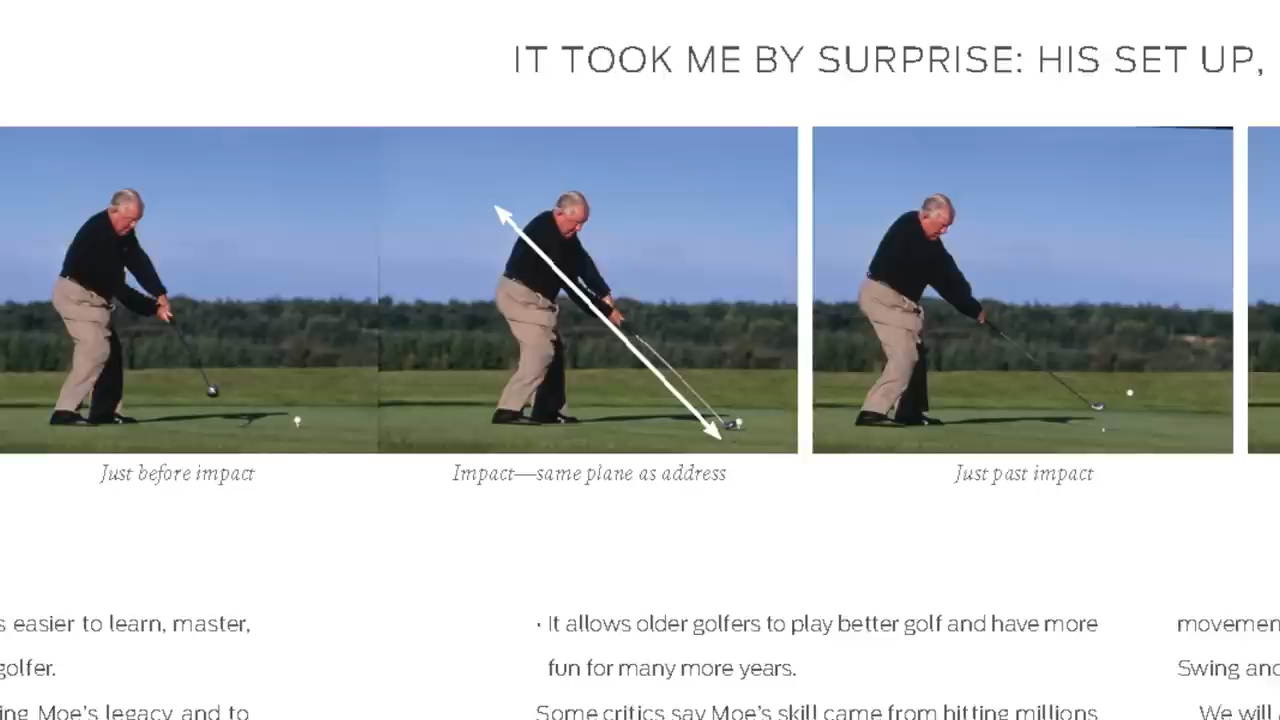 IT TOOK ME BY SURPRISE: HIS SET UP,
Just before impact
Impact—same plane as address
Just past impact
s easier to learn, master,
golfer.
ing Moe's legacy and to
· It allows older golfers to play better golf and have more
fun for many more years.
Some critics say Moe's skill came from hitting millions
movemen
Swing and
We will